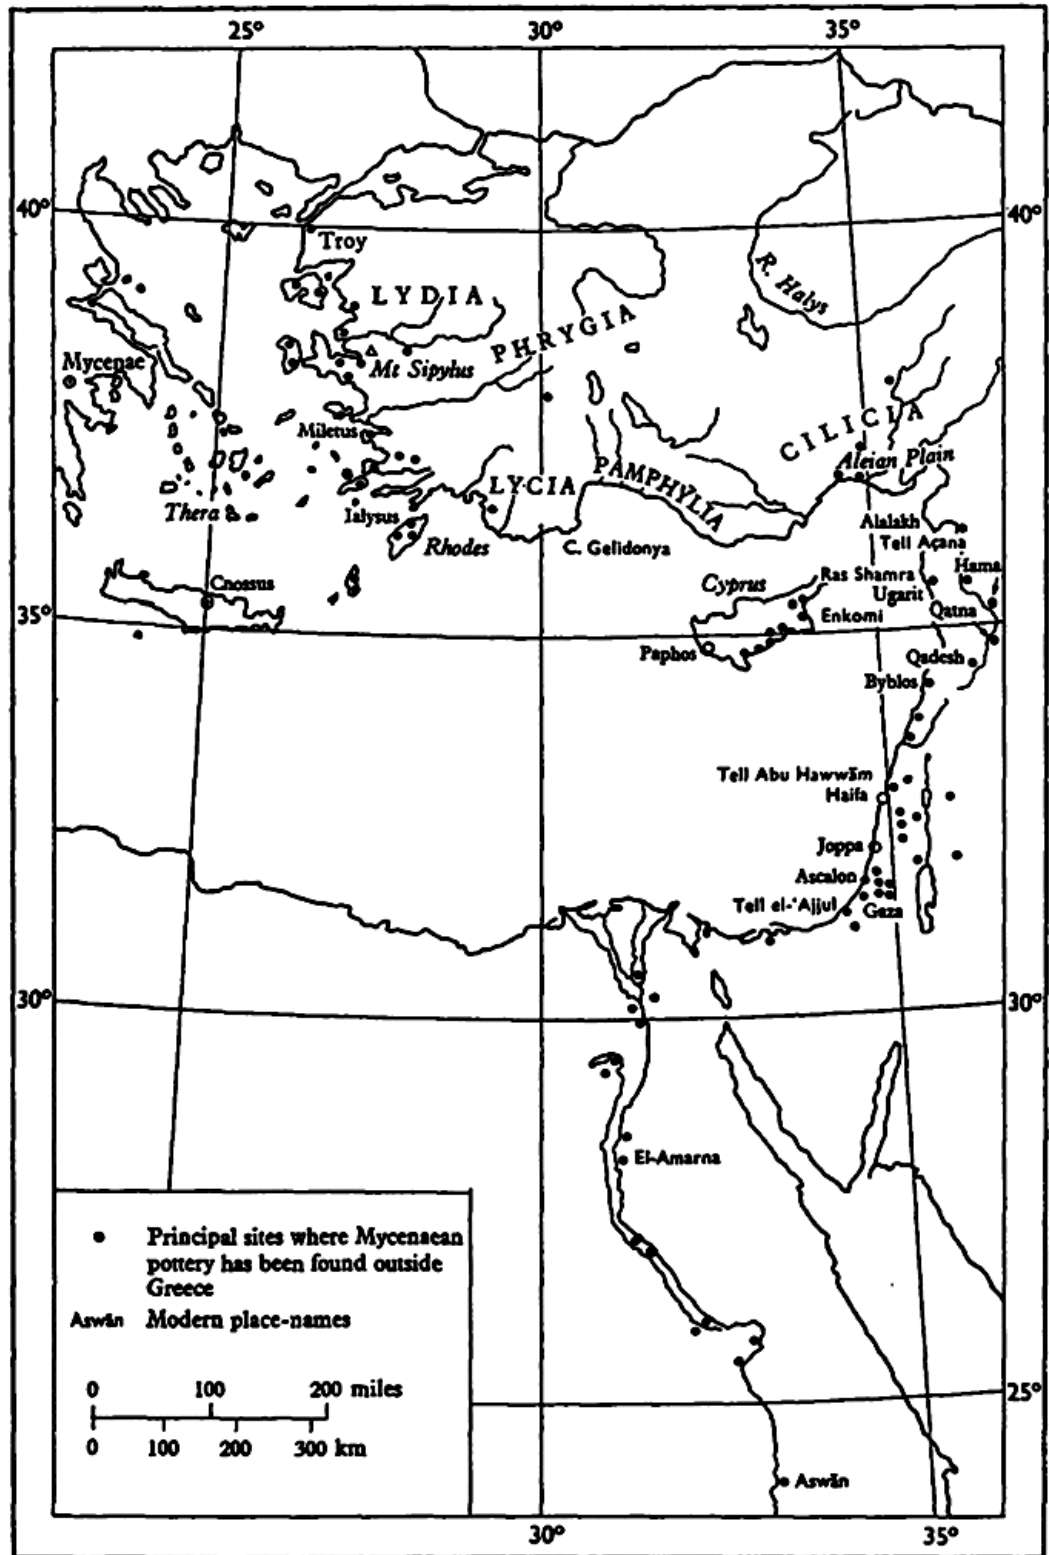 25°
30°
35°
40°
40°
Troy
LYDIA
R. Halys
PHRYGIA
Mycenae
Mt Sipylus
CILICIA
Miletus
Aleian Plain
LYCIA
PAMPHYLIA
Thera
Ialysus
Rhodes
C. Gelidonya
Alalakh
Tell Açana
Hama
Cnossus
Cyprus
Ras Shamra
Ugarit
Qatna
35°
35°
Enkomi
Paphos
Qadesh
Byblos
Tell Abu Hawwām
Haifa
Joppa
Ascalon
Tell el-'Ajjul
Gaza
30°
30°
El-Amarna
Principal sites where Mycenaean
pottery has been found outside
Greece
Aswān Modern place-names
0 100 200 miles
0 100 200 300 km
25°
Aswān
30°
35°